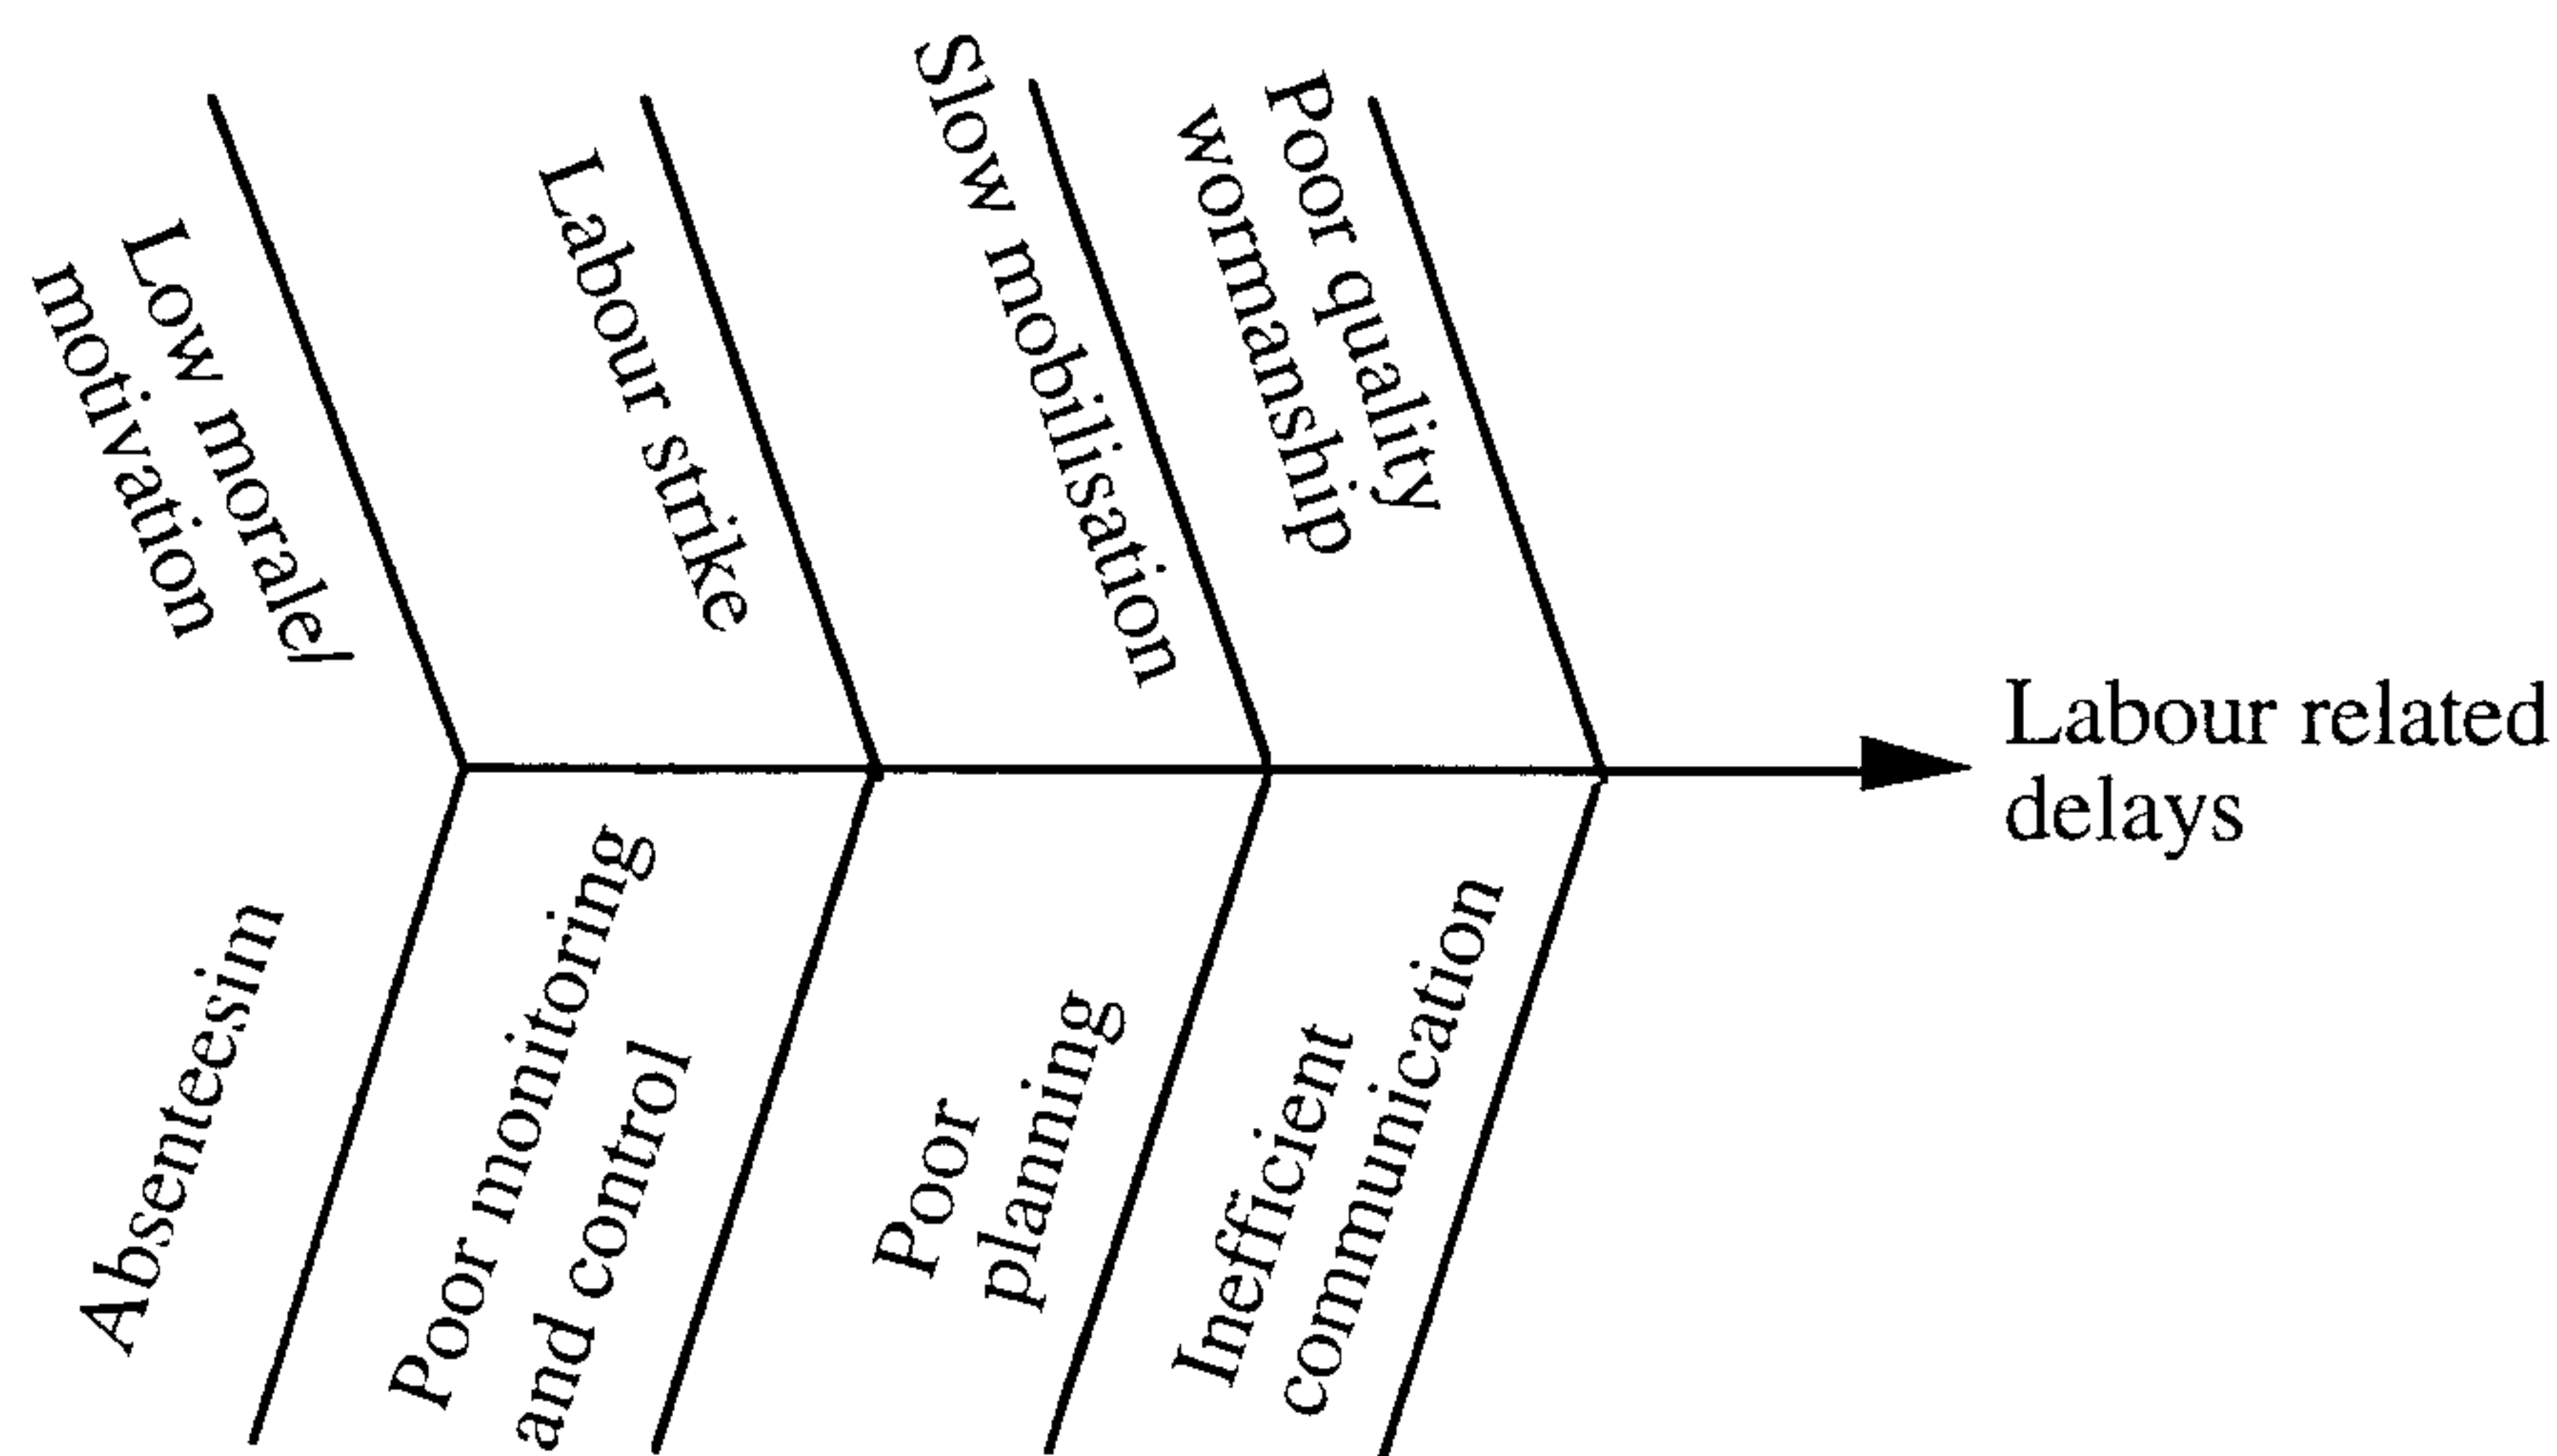 Low morale/
motivation
Labour strike
Slow mobilisation
Poor quality
wormanship
Labour related
delays
Absenteesim
Poor monitoring
and control
Poor
planning
Inefficient
communication